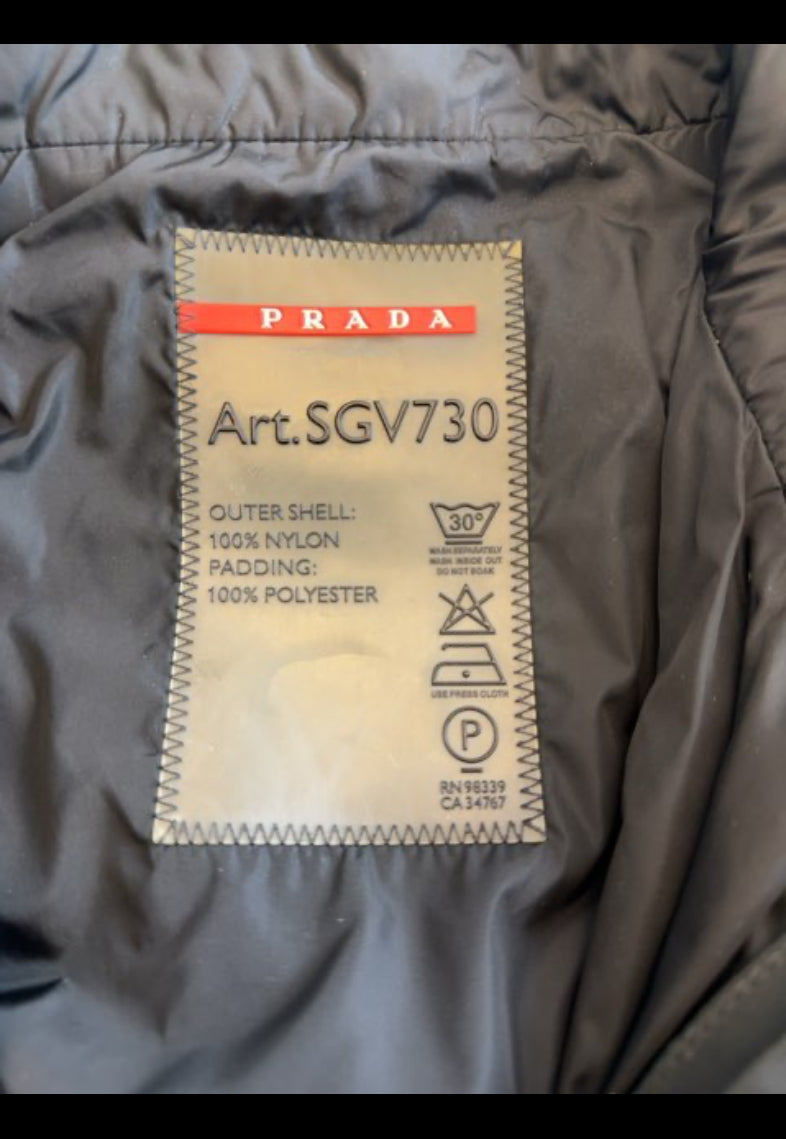 PRADA
Art.SGV730
OUTER SHELL:
100% NYLON
PADDING:
100% POLYESTER
30°
WASH SEPARATELY
WASH INSIDE OUT
DO NOT SOAK
USE PRESS CLOTH
P
RN 98339
CA 34767